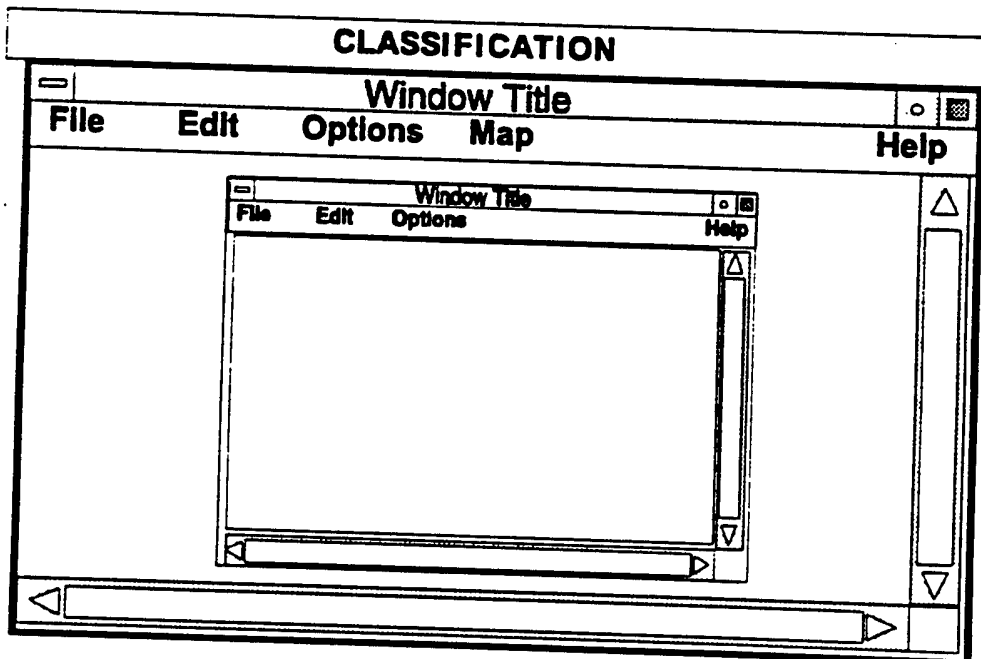 CLASSIFICATION
Window Title
File Edit Options Map Help
Window Title
File Edit Options Help